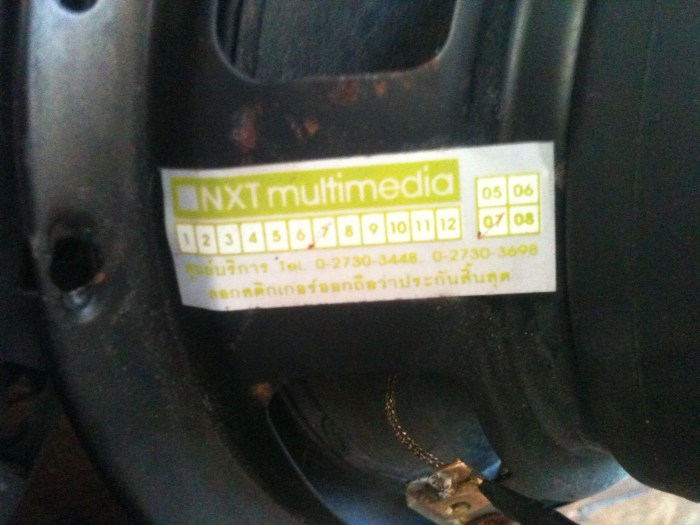 NXT multimedia
05 06
1 2 3 4 5 6 7 8 9 10 11 12
07 08
ศูนย์บริการ Tel. 0-2730-3448, 0-2730-3698
ลอกสติกเกอร์ออกถือว่าประกันสิ้นสุด